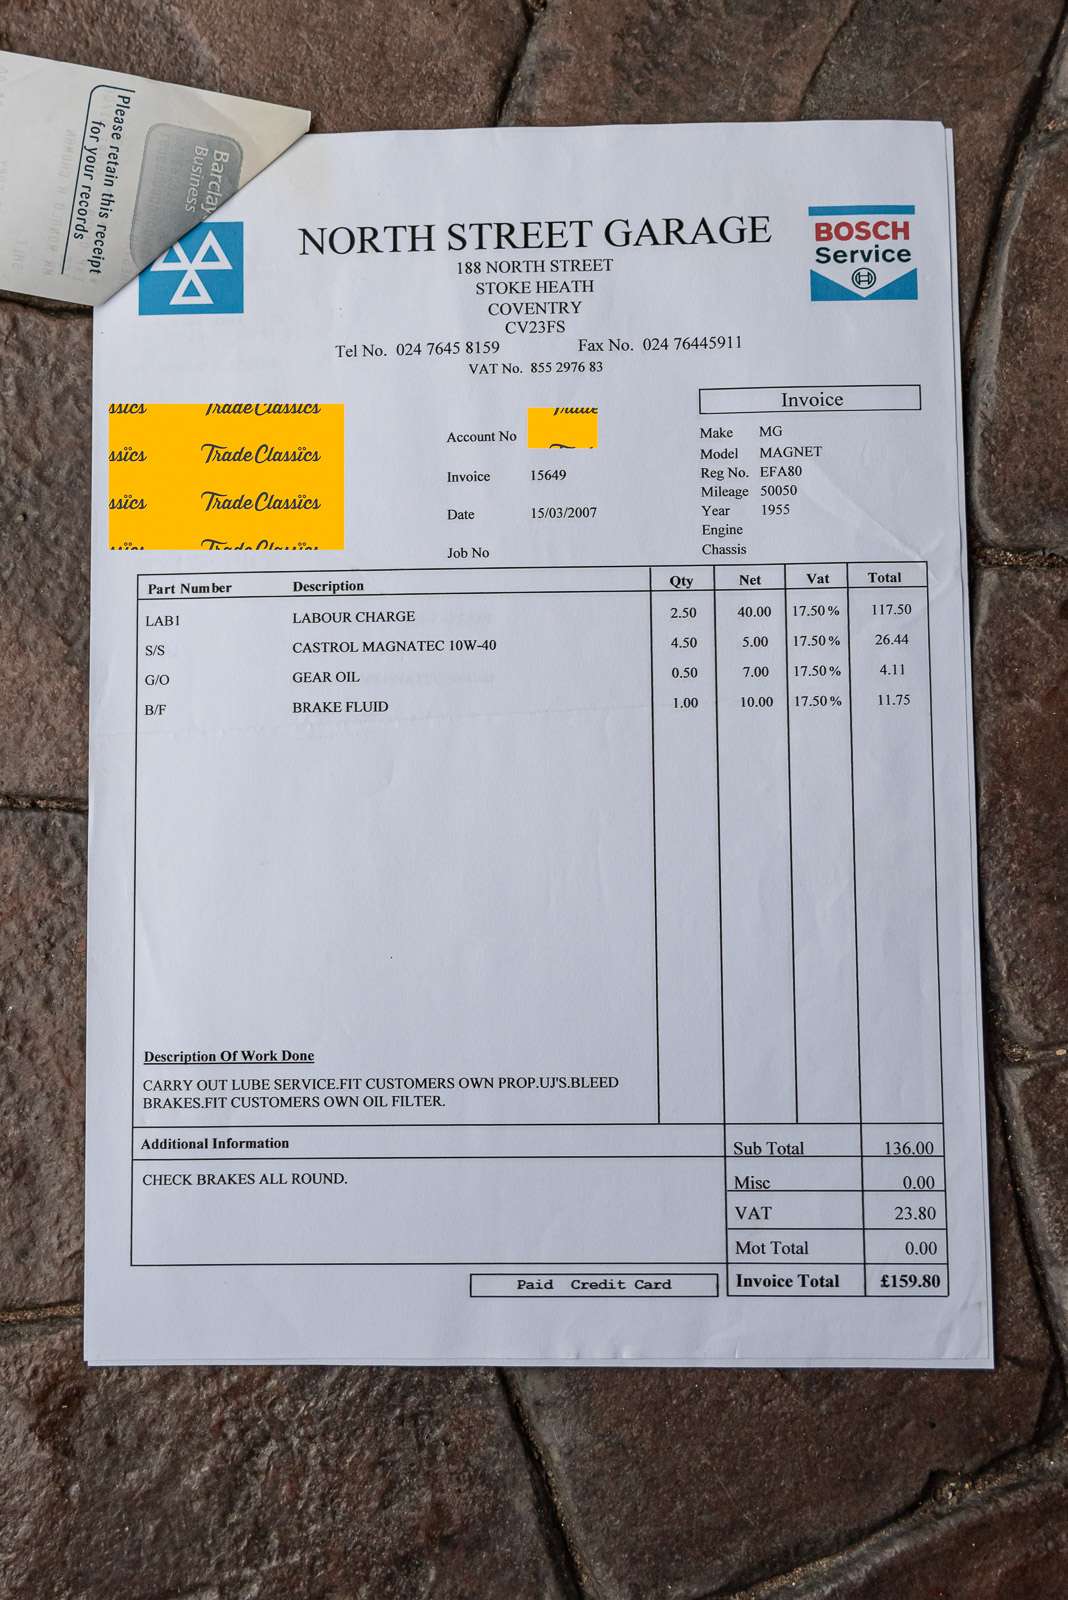 Please retain this receipt
for your records
Barclay
Business
NORTH STREET GARAGE
188 NORTH STREET
STOKE HEATH
COVENTRY
CV23FS
Tel No. 024 7645 8159 Fax No. 024 76445911
VAT No. 855 2976 83
BOSCH
Service
Invoice
ssics TradeClassics
ssics TradeClassics
ssics TradeClassics
ssics TradeClassics
Account No Trade
Invoice 15649
Date 15/03/2007
Job No
Make MG
Model MAGNET
Reg No. EFA80
Mileage 50050
Year 1955
Engine
Chassis
Part Number Description Qty Net Vat Total
LAB1 LABOUR CHARGE 2.50 40.00 17.50% 117.50
S/S CASTROL MAGNATEC 10W-40 4.50 5.00 17.50% 26.44
G/O GEAR OIL 0.50 7.00 17.50% 4.11
B/F BRAKE FLUID 1.00 10.00 17.50% 11.75
Description Of Work Done
CARRY OUT LUBE SERVICE.FIT CUSTOMERS OWN PROP.UJ'S.BLEED
BRAKES.FIT CUSTOMERS OWN OIL FILTER.
Additional Information
CHECK BRAKES ALL ROUND.
Sub Total 136.00
Misc 0.00
VAT 23.80
Mot Total 0.00
Invoice Total £159.80
Paid Credit Card